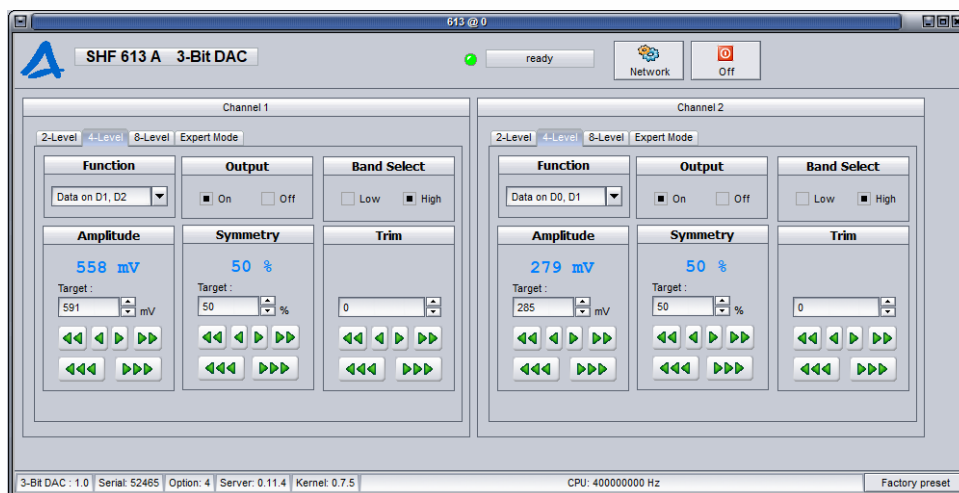 613 @ 0
SHF 613 A 3-Bit DAC
ready
Network
Off
Channel 1
2-Level 4-Level 8-Level Expert Mode
Function
Data on D1, D2
Output
On Off
Band Select
Low High
Amplitude
558 mV
Target :
591 mV
Symmetry
50 %
Target :
50 %
Trim
0
Channel 2
2-Level 4-Level 8-Level Expert Mode
Function
Data on D0, D1
Output
On Off
Band Select
Low High
Amplitude
279 mV
Target :
285 mV
Symmetry
50 %
Target :
50 %
Trim
0
3-Bit DAC : 1.0 Serial: 52465 Option: 4 Server: 0.11.4 Kernel: 0.7.5 CPU: 400000000 Hz Factory preset